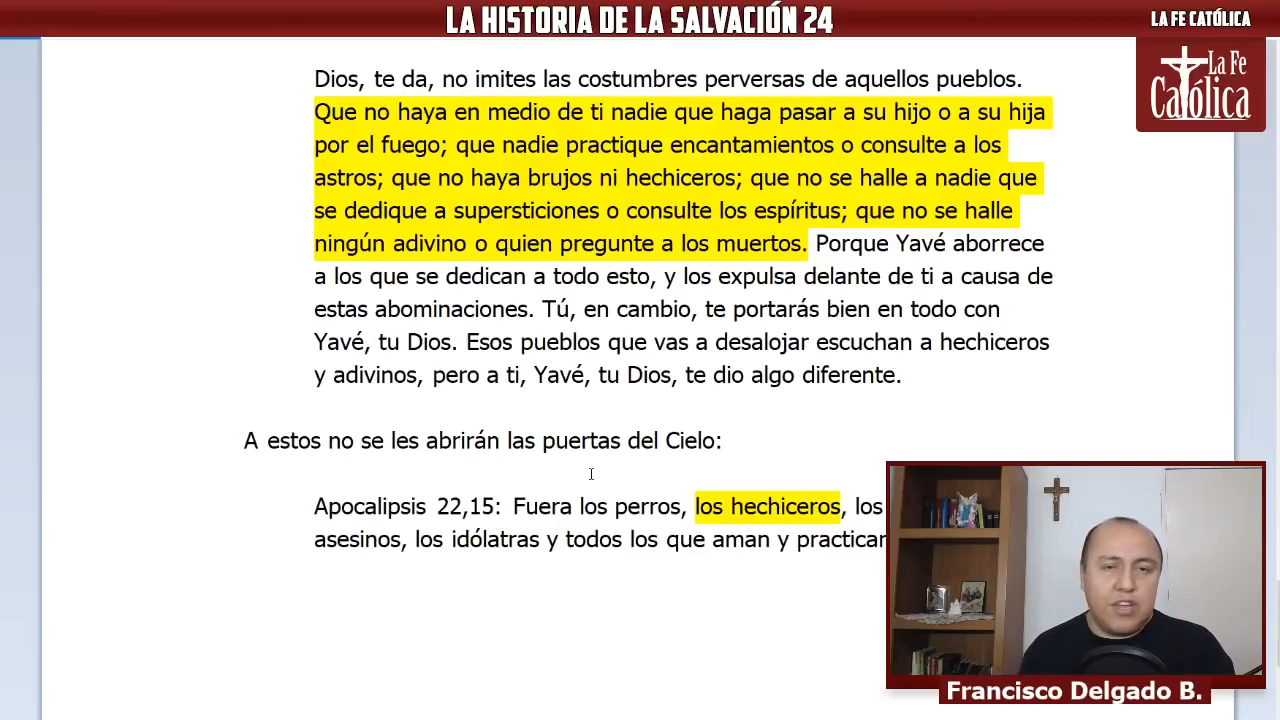 LA HISTORIA DE LA SALVACIÓN 24
LA FE CATÓLICA
La Fe
Católica
Dios, te da, no imites las costumbres perversas de aquellos pueblos.
Que no haya en medio de ti nadie que haga pasar a su hijo o a su hija
por el fuego; que nadie practique encantamientos o consulte a los
astros; que no haya brujos ni hechiceros; que no se halle a nadie que
se dedique a supersticiones o consulte los espíritus; que no se halle
ningún adivino o quien pregunte a los muertos. Porque Yavé aborrece
a los que se dedican a todo esto, y los expulsa delante de ti a causa de
estas abominaciones. Tú, en cambio, te portarás bien en todo con
Yavé, tu Dios. Esos pueblos que vas a desalojar escuchan a hechiceros
y adivinos, pero a ti, Yavé, tu Dios, te dio algo diferente.
A estos no se les abrirán las puertas del Cielo:
Apocalipsis 22,15: Fuera los perros, los hechiceros, los
asesinos, los idólatras y todos los que aman y practican
Francisco Delgado B.